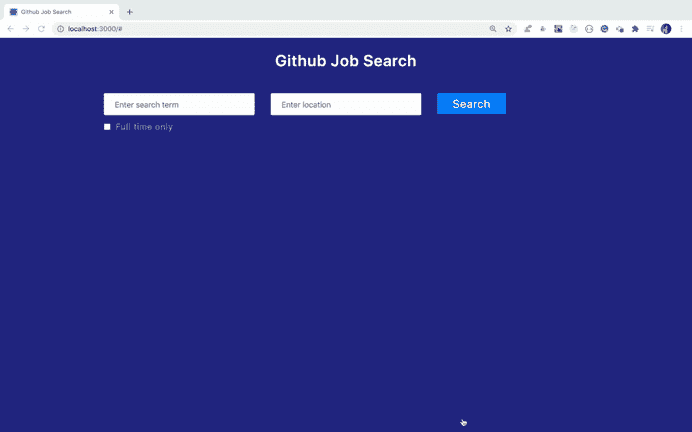 Github Job Search
localhost:3000/#
Github Job Search
Enter search term
Enter location
Search
Full time only